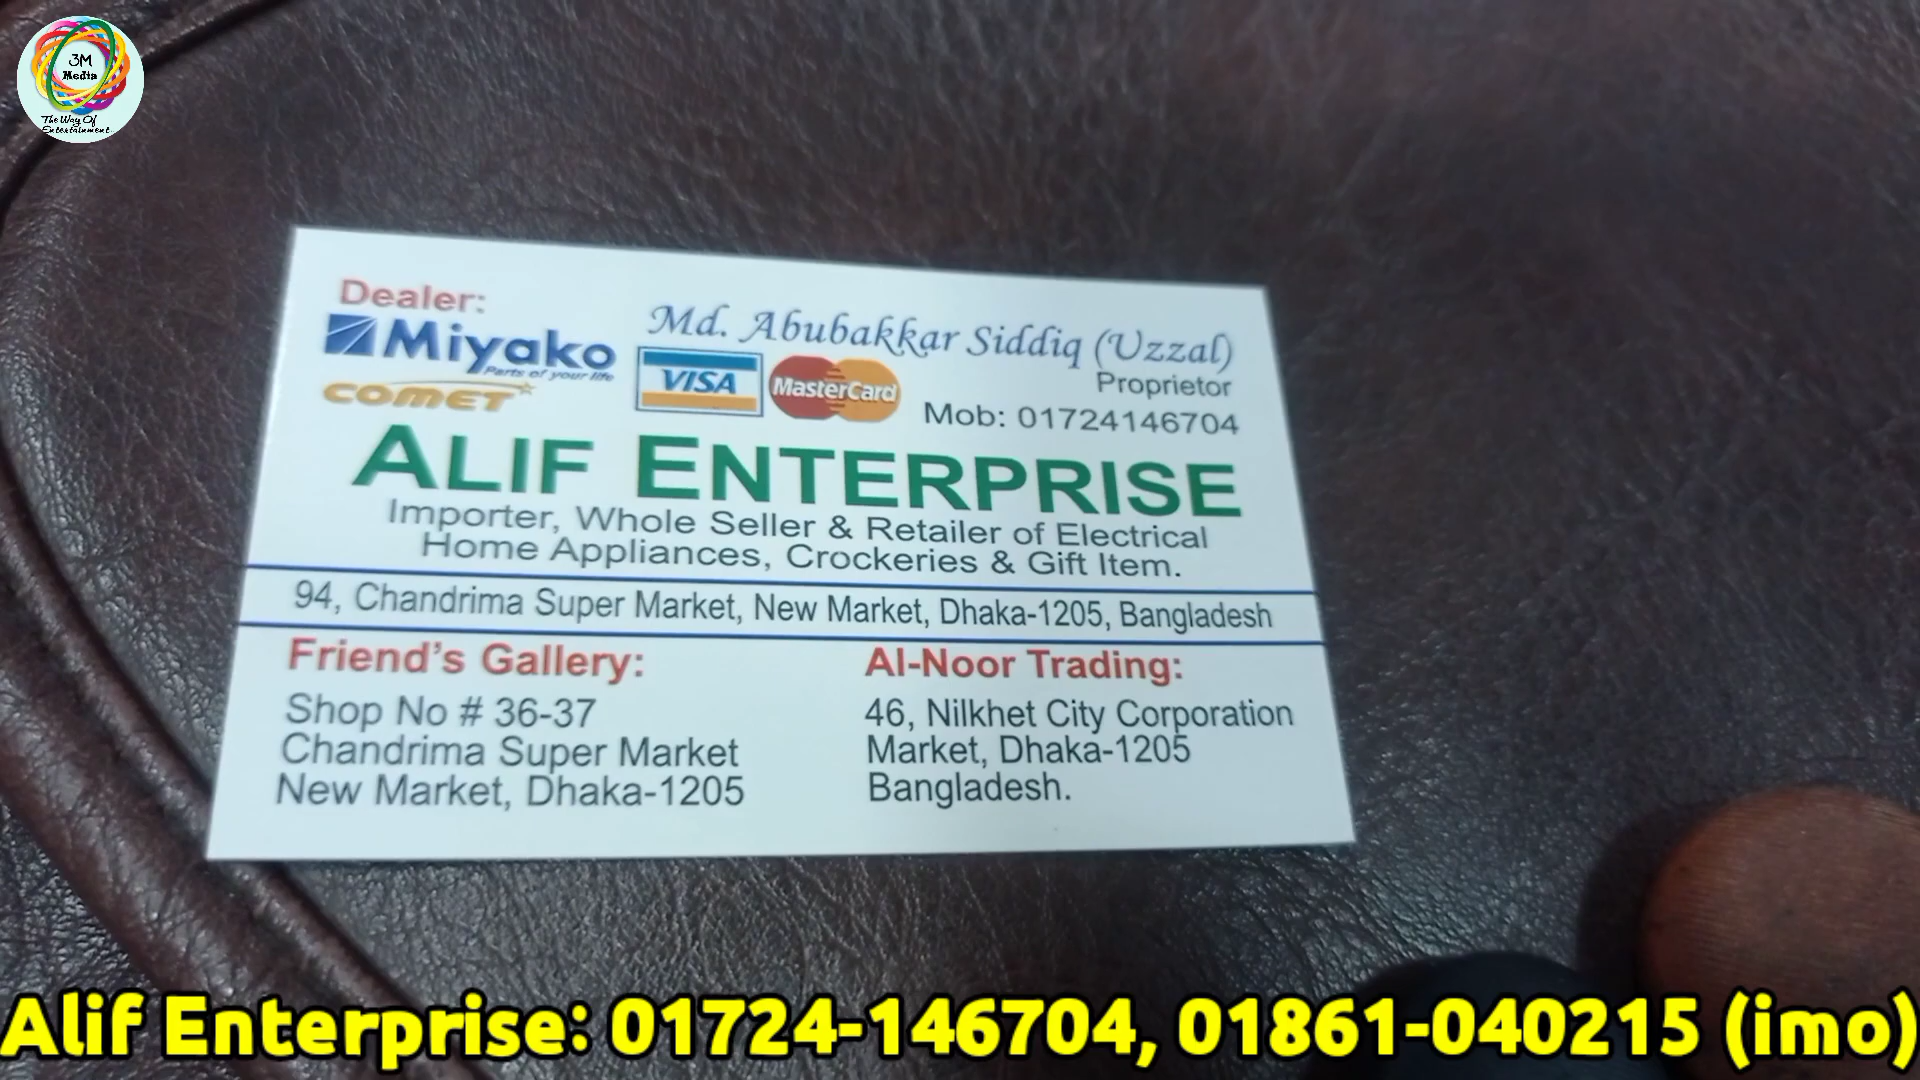 3M
Media
The Way Of
Entertainment..
Dealer:
Miyako
Parts of your life
COMET
Md. Abubakkar Siddiq (Uzzal)
Proprietor
VISA
MasterCard
Mob: 01724146704
ALIF ENTERPRISE
Importer, Whole Seller & Retailer of Electrical
Home Appliances, Crockeries & Gift Item.
94, Chandrima Super Market, New Market, Dhaka-1205, Bangladesh
Friend's Gallery:
Shop No # 36-37
Chandrima Super Market
New Market, Dhaka-1205
Al-Noor Trading:
46, Nilkhet City Corporation
Market, Dhaka-1205
Bangladesh.
Alif Enterprise: 01724-146704, 01861-040215 (imo)